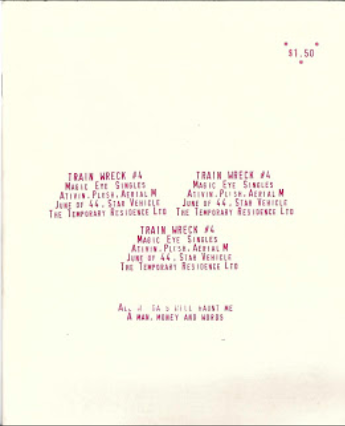 $1.50
TRAIN WRECK #4
MAGIC EYE SINGLES
ATIVIN, PLUSH, AERIAL M
JUNE OF 44, STAR VEHICLE
THE TEMPORARY RESIDENCE LTD
TRAIN WRECK #4
MAGIC EYE SINGLES
ATIVIN, PLUSH, AERIAL M
JUNE OF 44, STAR VEHICLE
THE TEMPORARY RESIDENCE LTD
TRAIN WRECK #4
MAGIC EYE SINGLES
ATIVIN, PLUSH, AERIAL M
JUNE OF 44, STAR VEHICLE
THE TEMPORARY RESIDENCE LTD
HAUNT ME
A MAN, MONEY AND WORDS